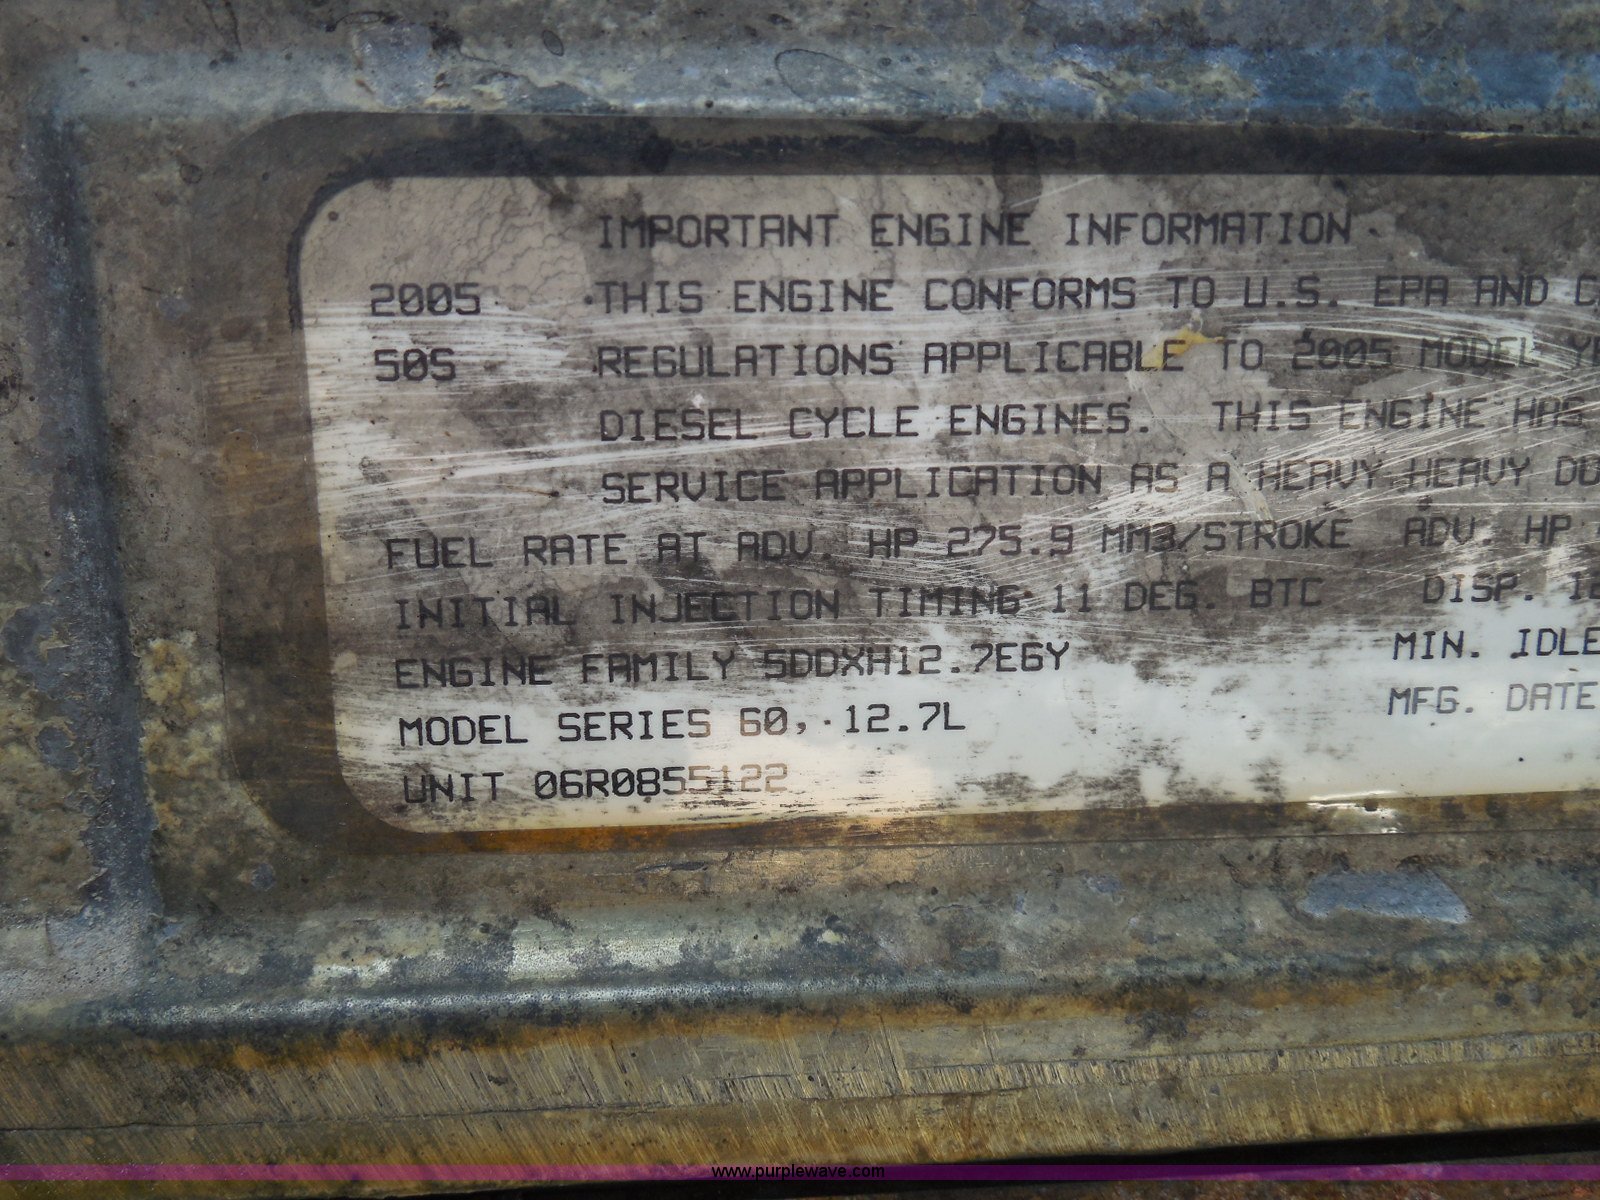 IMPORTANT ENGINE INFORMATION
2005 THIS ENGINE CONFORMS TO U.S. EPA AND
50S REGULATIONS APPLICABLE TO 2005 MODEL
DIESEL CYCLE ENGINES. THIS ENGINE HAS
SERVICE APPLICATION AS A HEAVY-HEAVY
FUEL RATE AT ADV. HP 275.9 MM3/STROKE ADV. HP
INITIAL INJECTION TIMING 11 DEG. BTC DISP.
ENGINE FAMILY 5DDXH12.7EGY MIN. IDLE
MODEL SERIES 60, 12.7L MFG. DATE
UNIT 06R0855122
www.purplewave.com